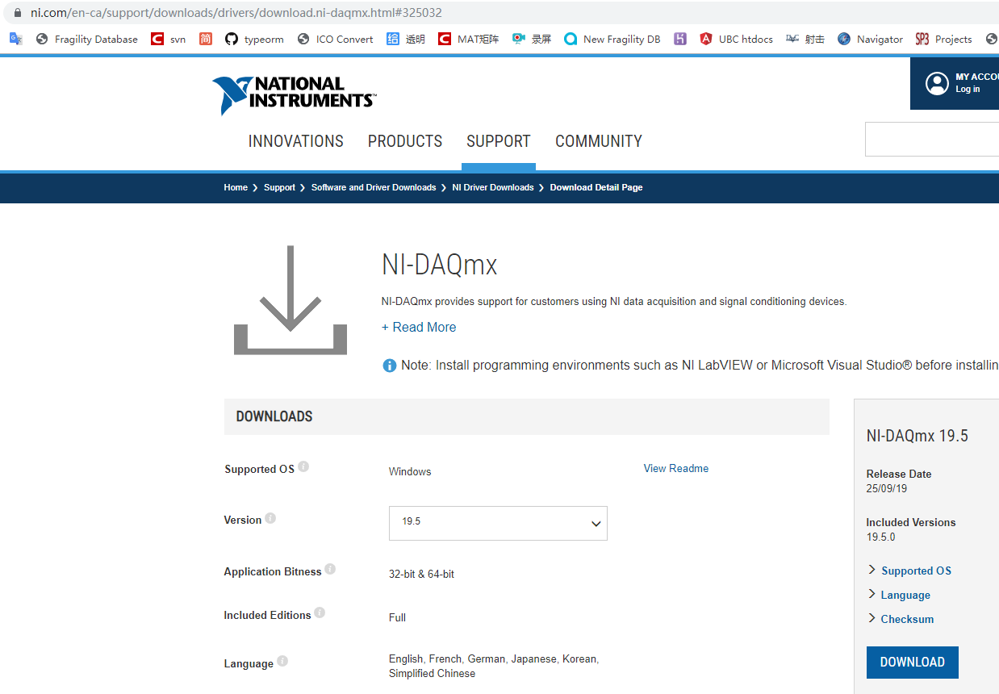 ni.com/en-ca/support/downloads/drivers/download.ni-daqmx.html#325032
Fragility Database svn 简 typeorm ICO Convert 给 透明 MAT矩阵 录屏 New Fragility DB UBC htdocs 射击 Navigator SP3 Projects
NATIONAL
INSTRUMENTS™
MY ACCOU
Log in
INNOVATIONS PRODUCTS SUPPORT COMMUNITY
Home > Support > Software and Driver Downloads > NI Driver Downloads > Download Detail Page
NI-DAQmx
NI-DAQmx provides support for customers using NI data acquisition and signal conditioning devices.
+ Read More
Note: Install programming environments such as NI LabVIEW or Microsoft Visual Studio® before installin
DOWNLOADS
Supported OS
Windows
View Readme
Version
19.5
Application Bitness
32-bit & 64-bit
Included Editions
Full
Language
English, French, German, Japanese, Korean,
Simplified Chinese
NI-DAQmx 19.5
Release Date
25/09/19
Included Versions
19.5.0
> Supported OS
> Language
> Checksum
DOWNLOAD